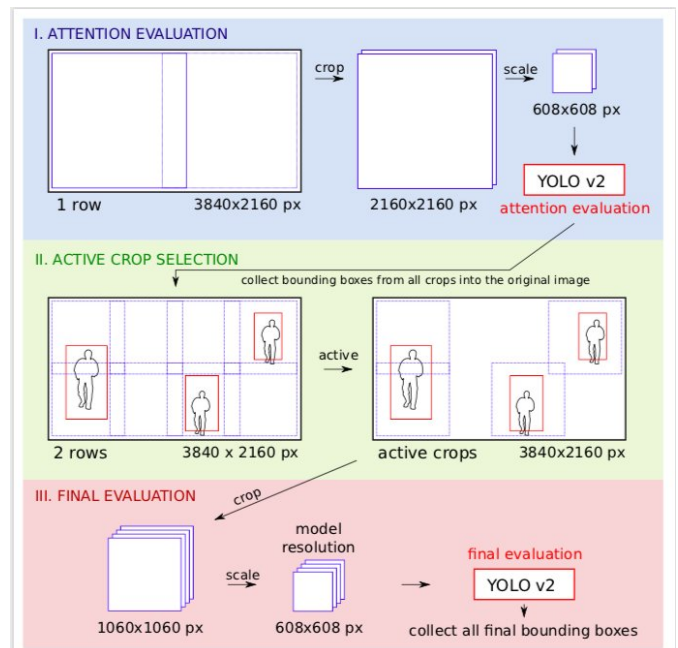 I. ATTENTION EVALUATION
crop
scale
608x608 px
1 row
3840x2160 px
2160x2160 px
YOLO v2
attention evaluation
II. ACTIVE CROP SELECTION
collect bounding boxes from all crops into the original image
active
2 rows
3840 x 2160 px
active crops
3840x2160 px
III. FINAL EVALUATION
crop
model
resolution
final evaluation
scale
YOLO v2
1060x1060 px
608x608 px
collect all final bounding boxes